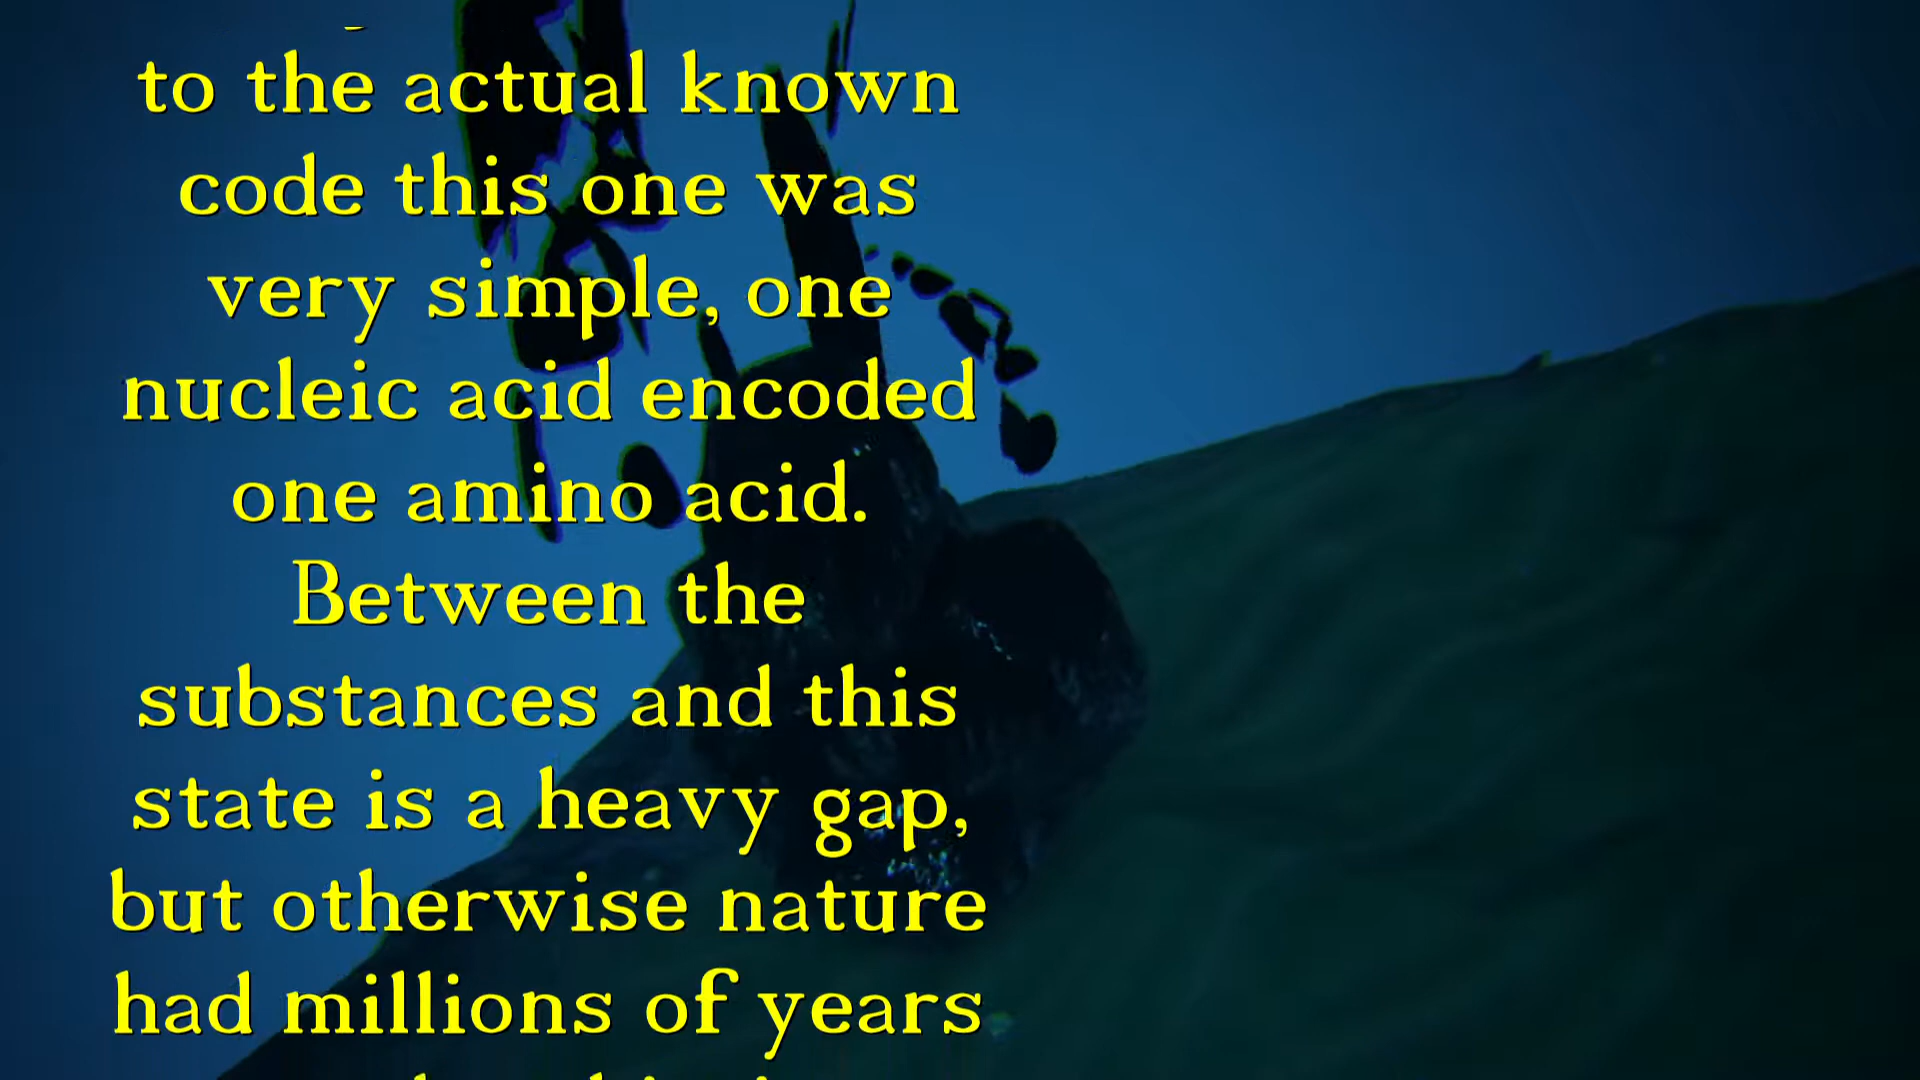 to the actual known
code this one was
very simple, one
nucleic acid encoded
one amino acid.
Between the
substances and this
state is a heavy gap,
but otherwise nature
had millions of years